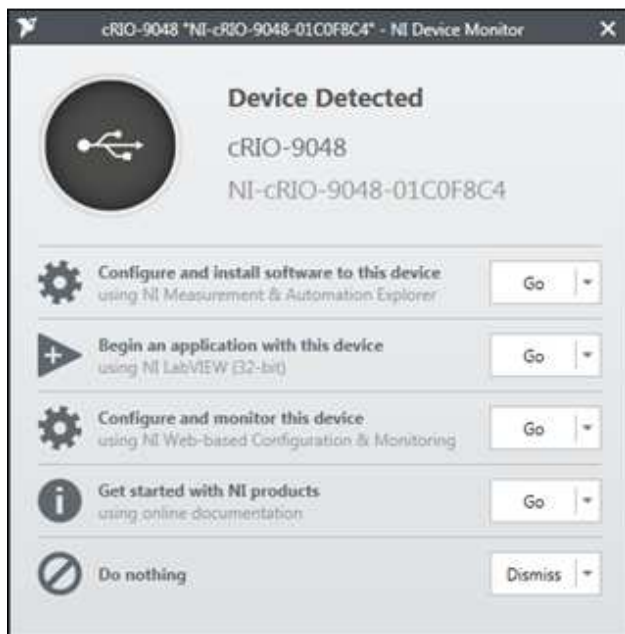 cRIO-9048 "NI-cRIO-9048-01C0F8C4" - NI Device Monitor
Device Detected
cRIO-9048
NI-cRIO-9048-01C0F8C4
Configure and install software to this device
using NI Measurement & Automation Explorer
Go
Begin an application with this device
using NI LabVIEW (32-bit)
Go
Configure and monitor this device
using NI Web-based Configuration & Monitoring
Go
Get started with NI products
using online documentation
Go
Do nothing
Dismiss